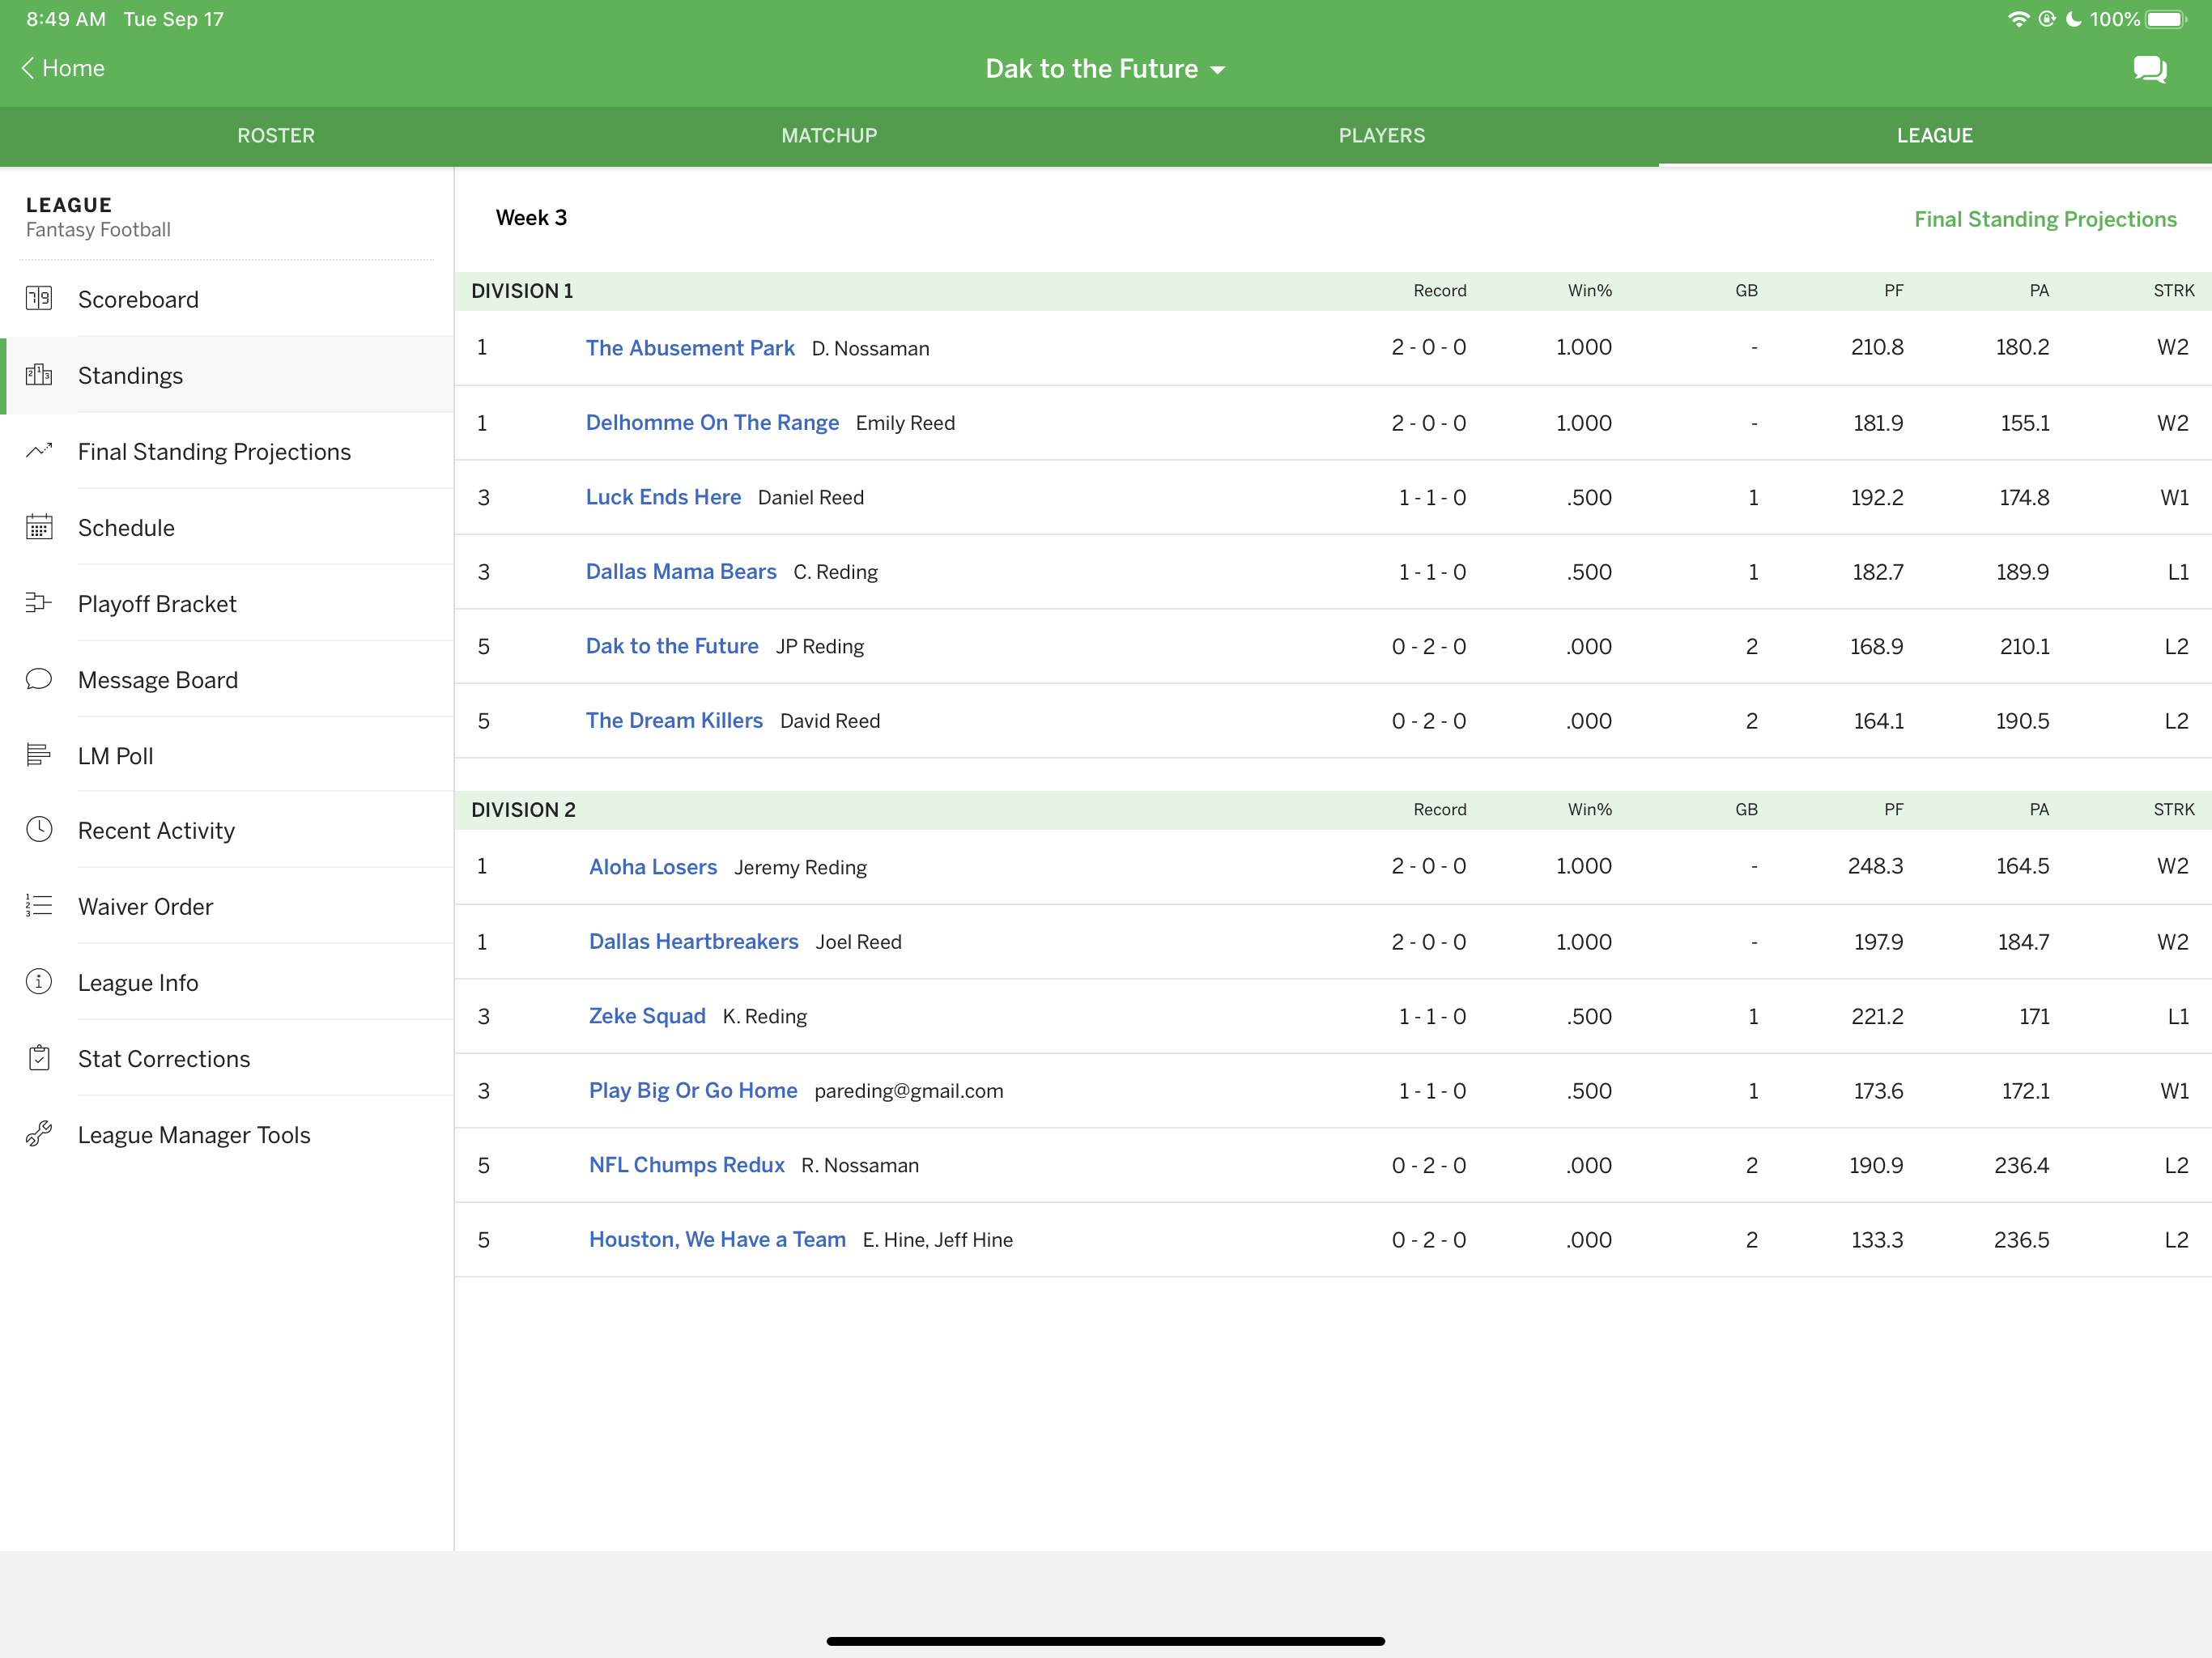 8:49 AM Tue Sep 17 100%
Home Dak to the Future
ROSTER MATCHUP PLAYERS LEAGUE
LEAGUE
Fantasy Football
Scoreboard
Standings
Final Standing Projections
Schedule
Playoff Bracket
Message Board
LM Poll
Recent Activity
Waiver Order
League Info
Stat Corrections
League Manager Tools
Week 3 Final Standing Projections
DIVISION 1 Record Win% GB PF PA STRK
1 The Abusement Park D. Nossaman 2 - 0 - 0 1.000 - 210.8 180.2 W2
1 Delhomme On The Range Emily Reed 2 - 0 - 0 1.000 - 181.9 155.1 W2
3 Luck Ends Here Daniel Reed 1 - 1 - 0 .500 1 192.2 174.8 W1
3 Dallas Mama Bears C. Reding 1 - 1 - 0 .500 1 182.7 189.9 L1
5 Dak to the Future JP Reding 0 - 2 - 0 .000 2 168.9 210.1 L2
5 The Dream Killers David Reed 0 - 2 - 0 .000 2 164.1 190.5 L2
DIVISION 2 Record Win% GB PF PA STRK
1 Aloha Losers Jeremy Reding 2 - 0 - 0 1.000 - 248.3 164.5 W2
1 Dallas Heartbreakers Joel Reed 2 - 0 - 0 1.000 - 197.9 184.7 W2
3 Zeke Squad K. Reding 1 - 1 - 0 .500 1 221.2 171 L1
3 Play Big Or Go Home pareding@gmail.com 1 - 1 - 0 .500 1 173.6 172.1 W1
5 NFL Chumps Redux R. Nossaman 0 - 2 - 0 .000 2 190.9 236.4 L2
5 Houston, We Have a Team E. Hine, Jeff Hine 0 - 2 - 0 .000 2 133.3 236.5 L2